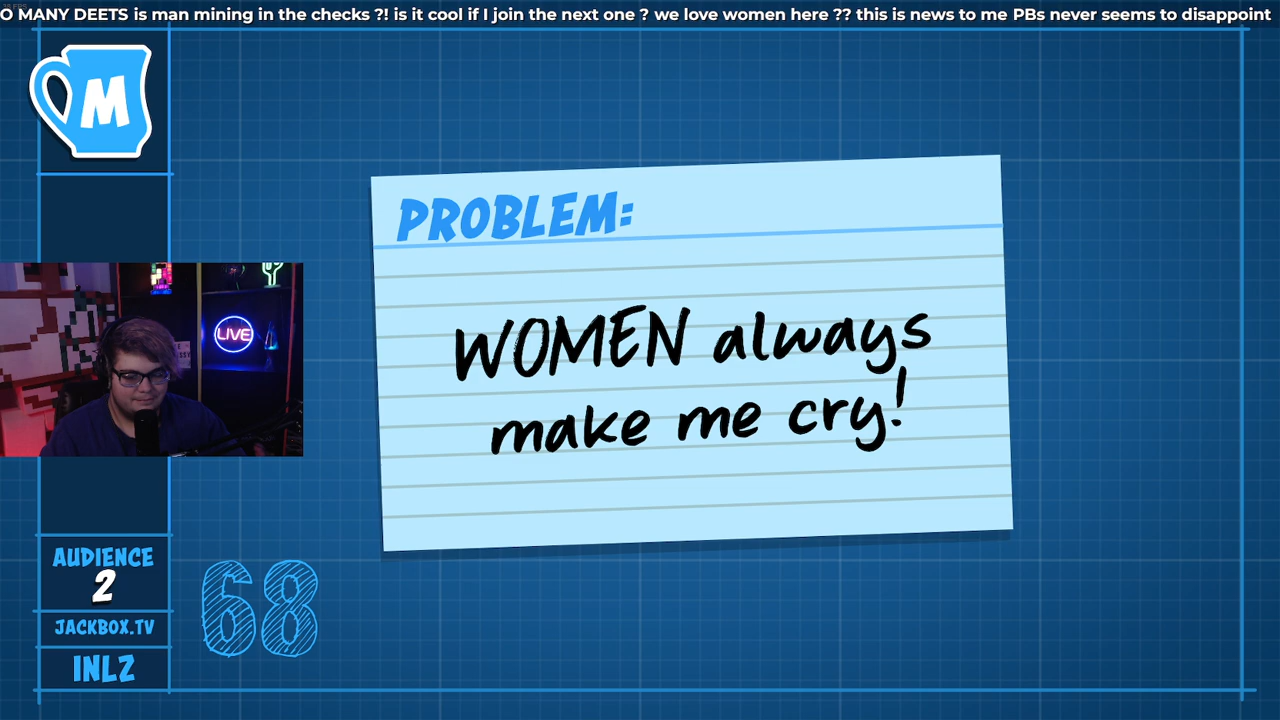 O MANY DEETS is man mining in the checks ?! is it cool if I join the next one ? we love women here ?? this is news to me PBs never seems to disappoint
M
PROBLEM:
WOMEN always
make me cry!
LIVE
AUDIENCE
2
JACKBOX.TV
INLZ
68